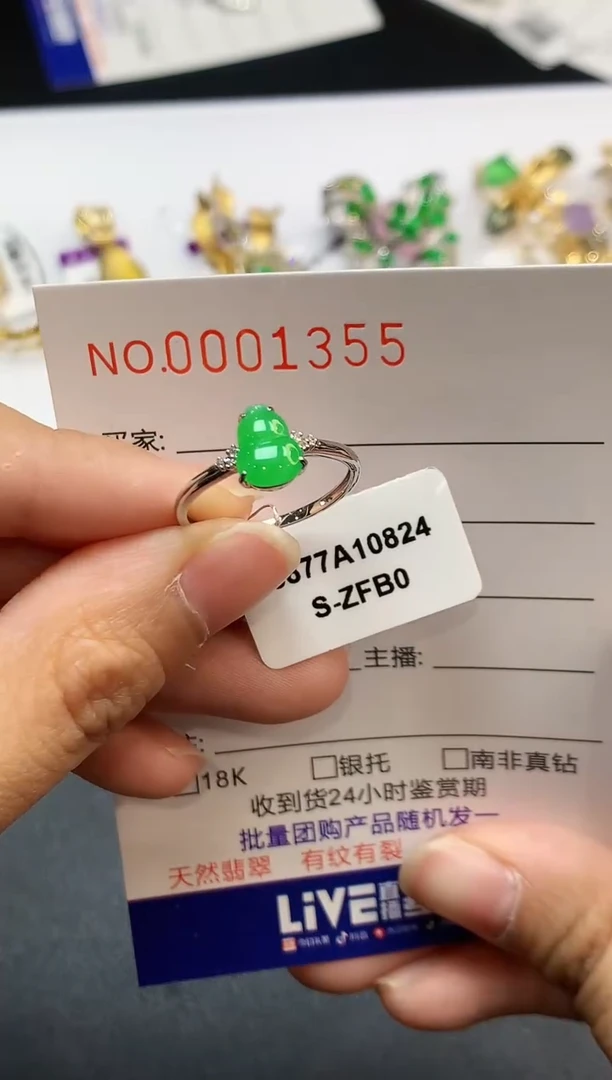 NO.0001355
买家:
677A10824
S-ZFB0
主播:
18K 银托 南非真钻
收到货24小时鉴赏期
批量团购产品随机发一
天然翡翠 有纹有裂
LIVE